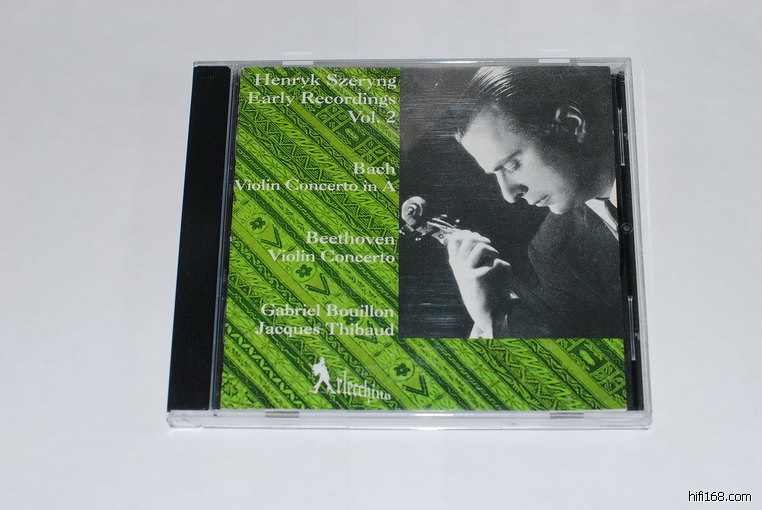 Henryk Szeryng
Early Recordings
Vol. 2
Bach
Violin Concerto in A
Beethoven
Violin Concerto
Gabriel Bouillon
Jacques Thibaud
Arlecchino
hifi168.com